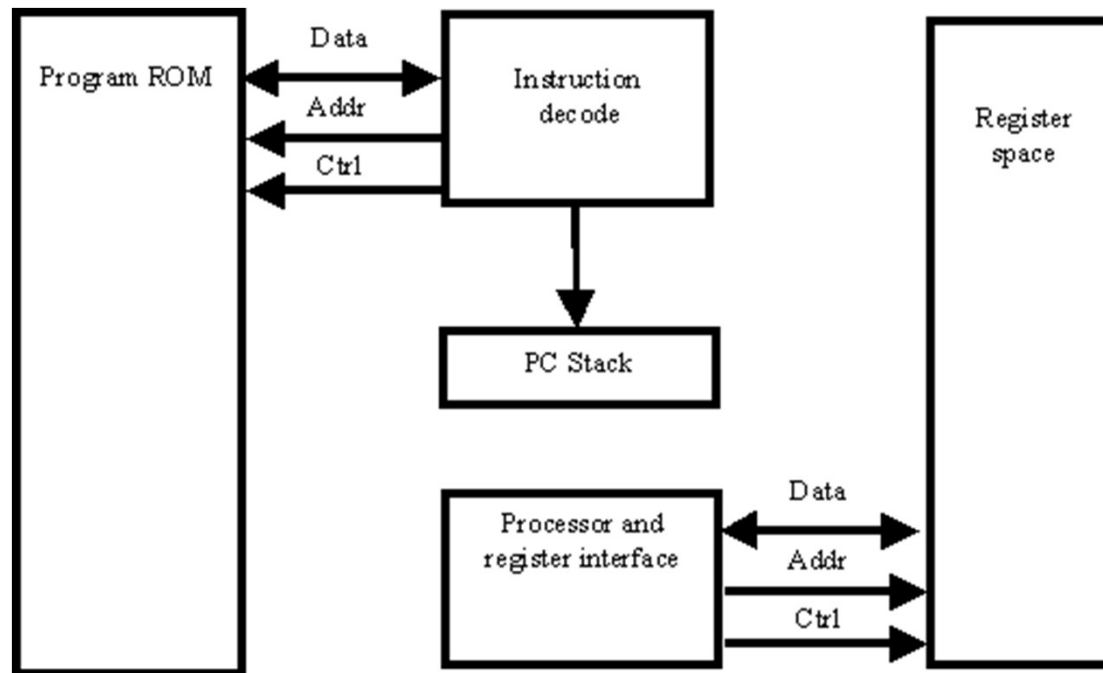 Program ROM
Data
Addr
Ctrl
Instruction
decode
Register
space
PC Stack
Processor and
register interface
Data
Addr
Ctrl